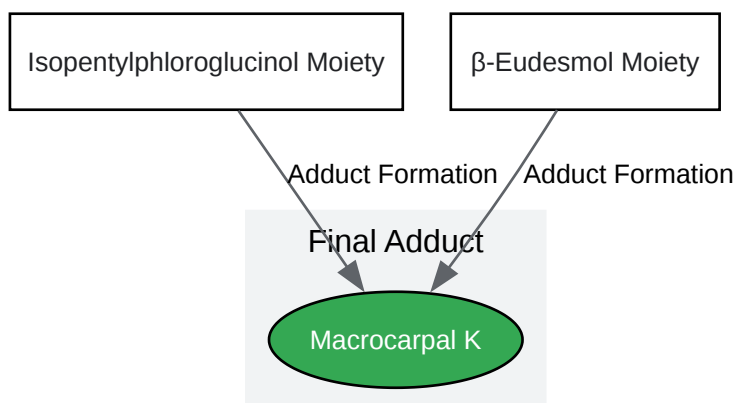 Isopentylphloroglucinol Moiety
β-Eudesmol Moiety
Adduct Formation
Adduct Formation
Final Adduct
Macrocarpal K